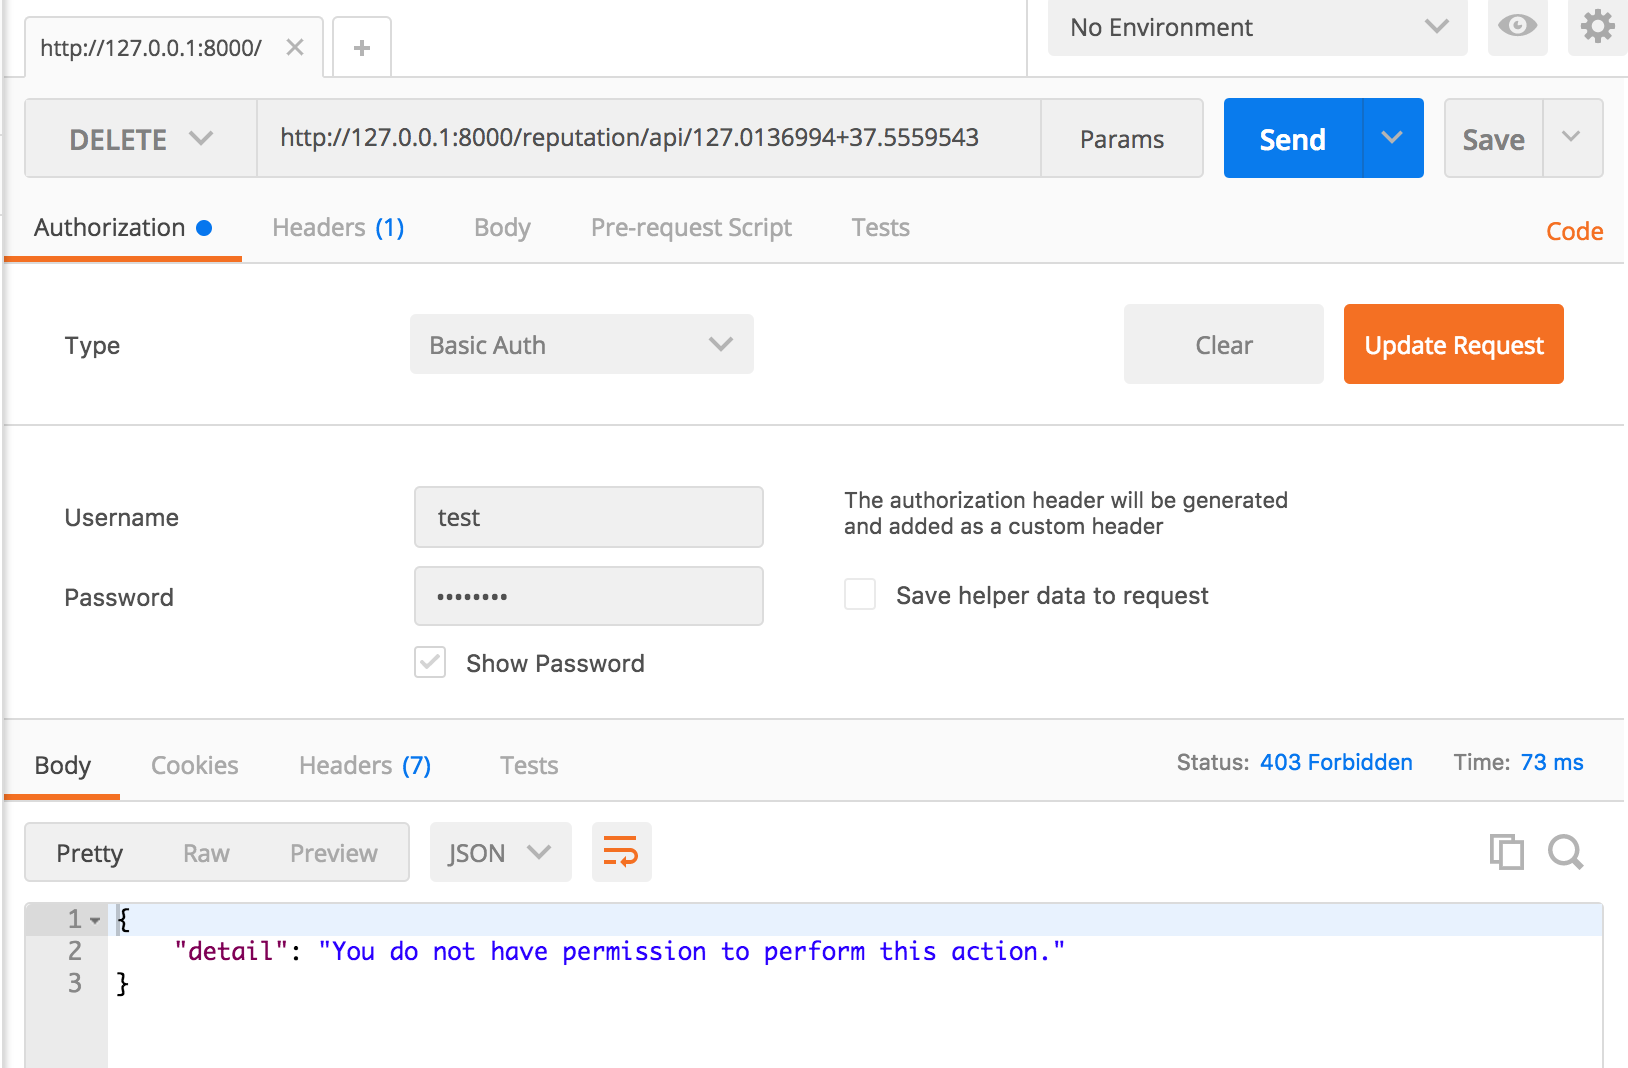 http://127.0.0.1:8000/ × +
No Environment
DELETE http://127.0.0.1:8000/reputation/api/127.0136994+37.5559543 Params Send Save
Authorization Headers (1) Body Pre-request Script Tests Code
Type Basic Auth Clear Update Request
Username test
The authorization header will be generated
and added as a custom header
Password ••••••••
Save helper data to request
Show Password
Body Cookies Headers (7) Tests Status: 403 Forbidden Time: 73 ms
Pretty Raw Preview JSON
1 {
2 "detail": "You do not have permission to perform this action."
3 }